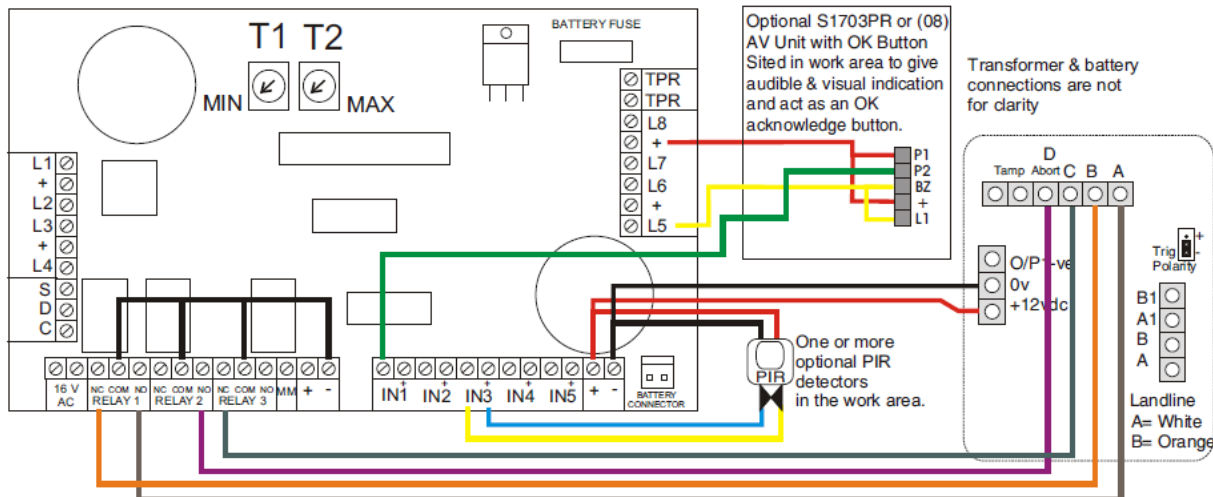 T1 T2
MIN
MAX
BATTERY FUSE
TPR
TPR
L8
+
L7
L6
+
L5
L1
+
L2
L3
+
L4
S
D
C
16 V
AC
NC COM NO
RELAY 1
NC COM NO
RELAY 2
NC COM NO
RELAY 3
MM + -
IN1 +
IN2 +
IN3 +
IN4 +
IN5 +
+ -
BATTERY
CONNECTOR
Optional S1703PR or (08)
AV Unit with OK Button
Sited in work area to give
audible & visual indication
and act as an OK
acknowledge button.
P1
P2
BZ
+
L1
PIR
One or more
optional PIR
detectors
in the work area.
Transformer & battery
connections are not
for clarity
D
Tamp Abort C B A
O/P1-ve
0v
+12vdc
Trig
Polarity
+
-
B1
A1
B
A
Landline
A= White
B= Orange